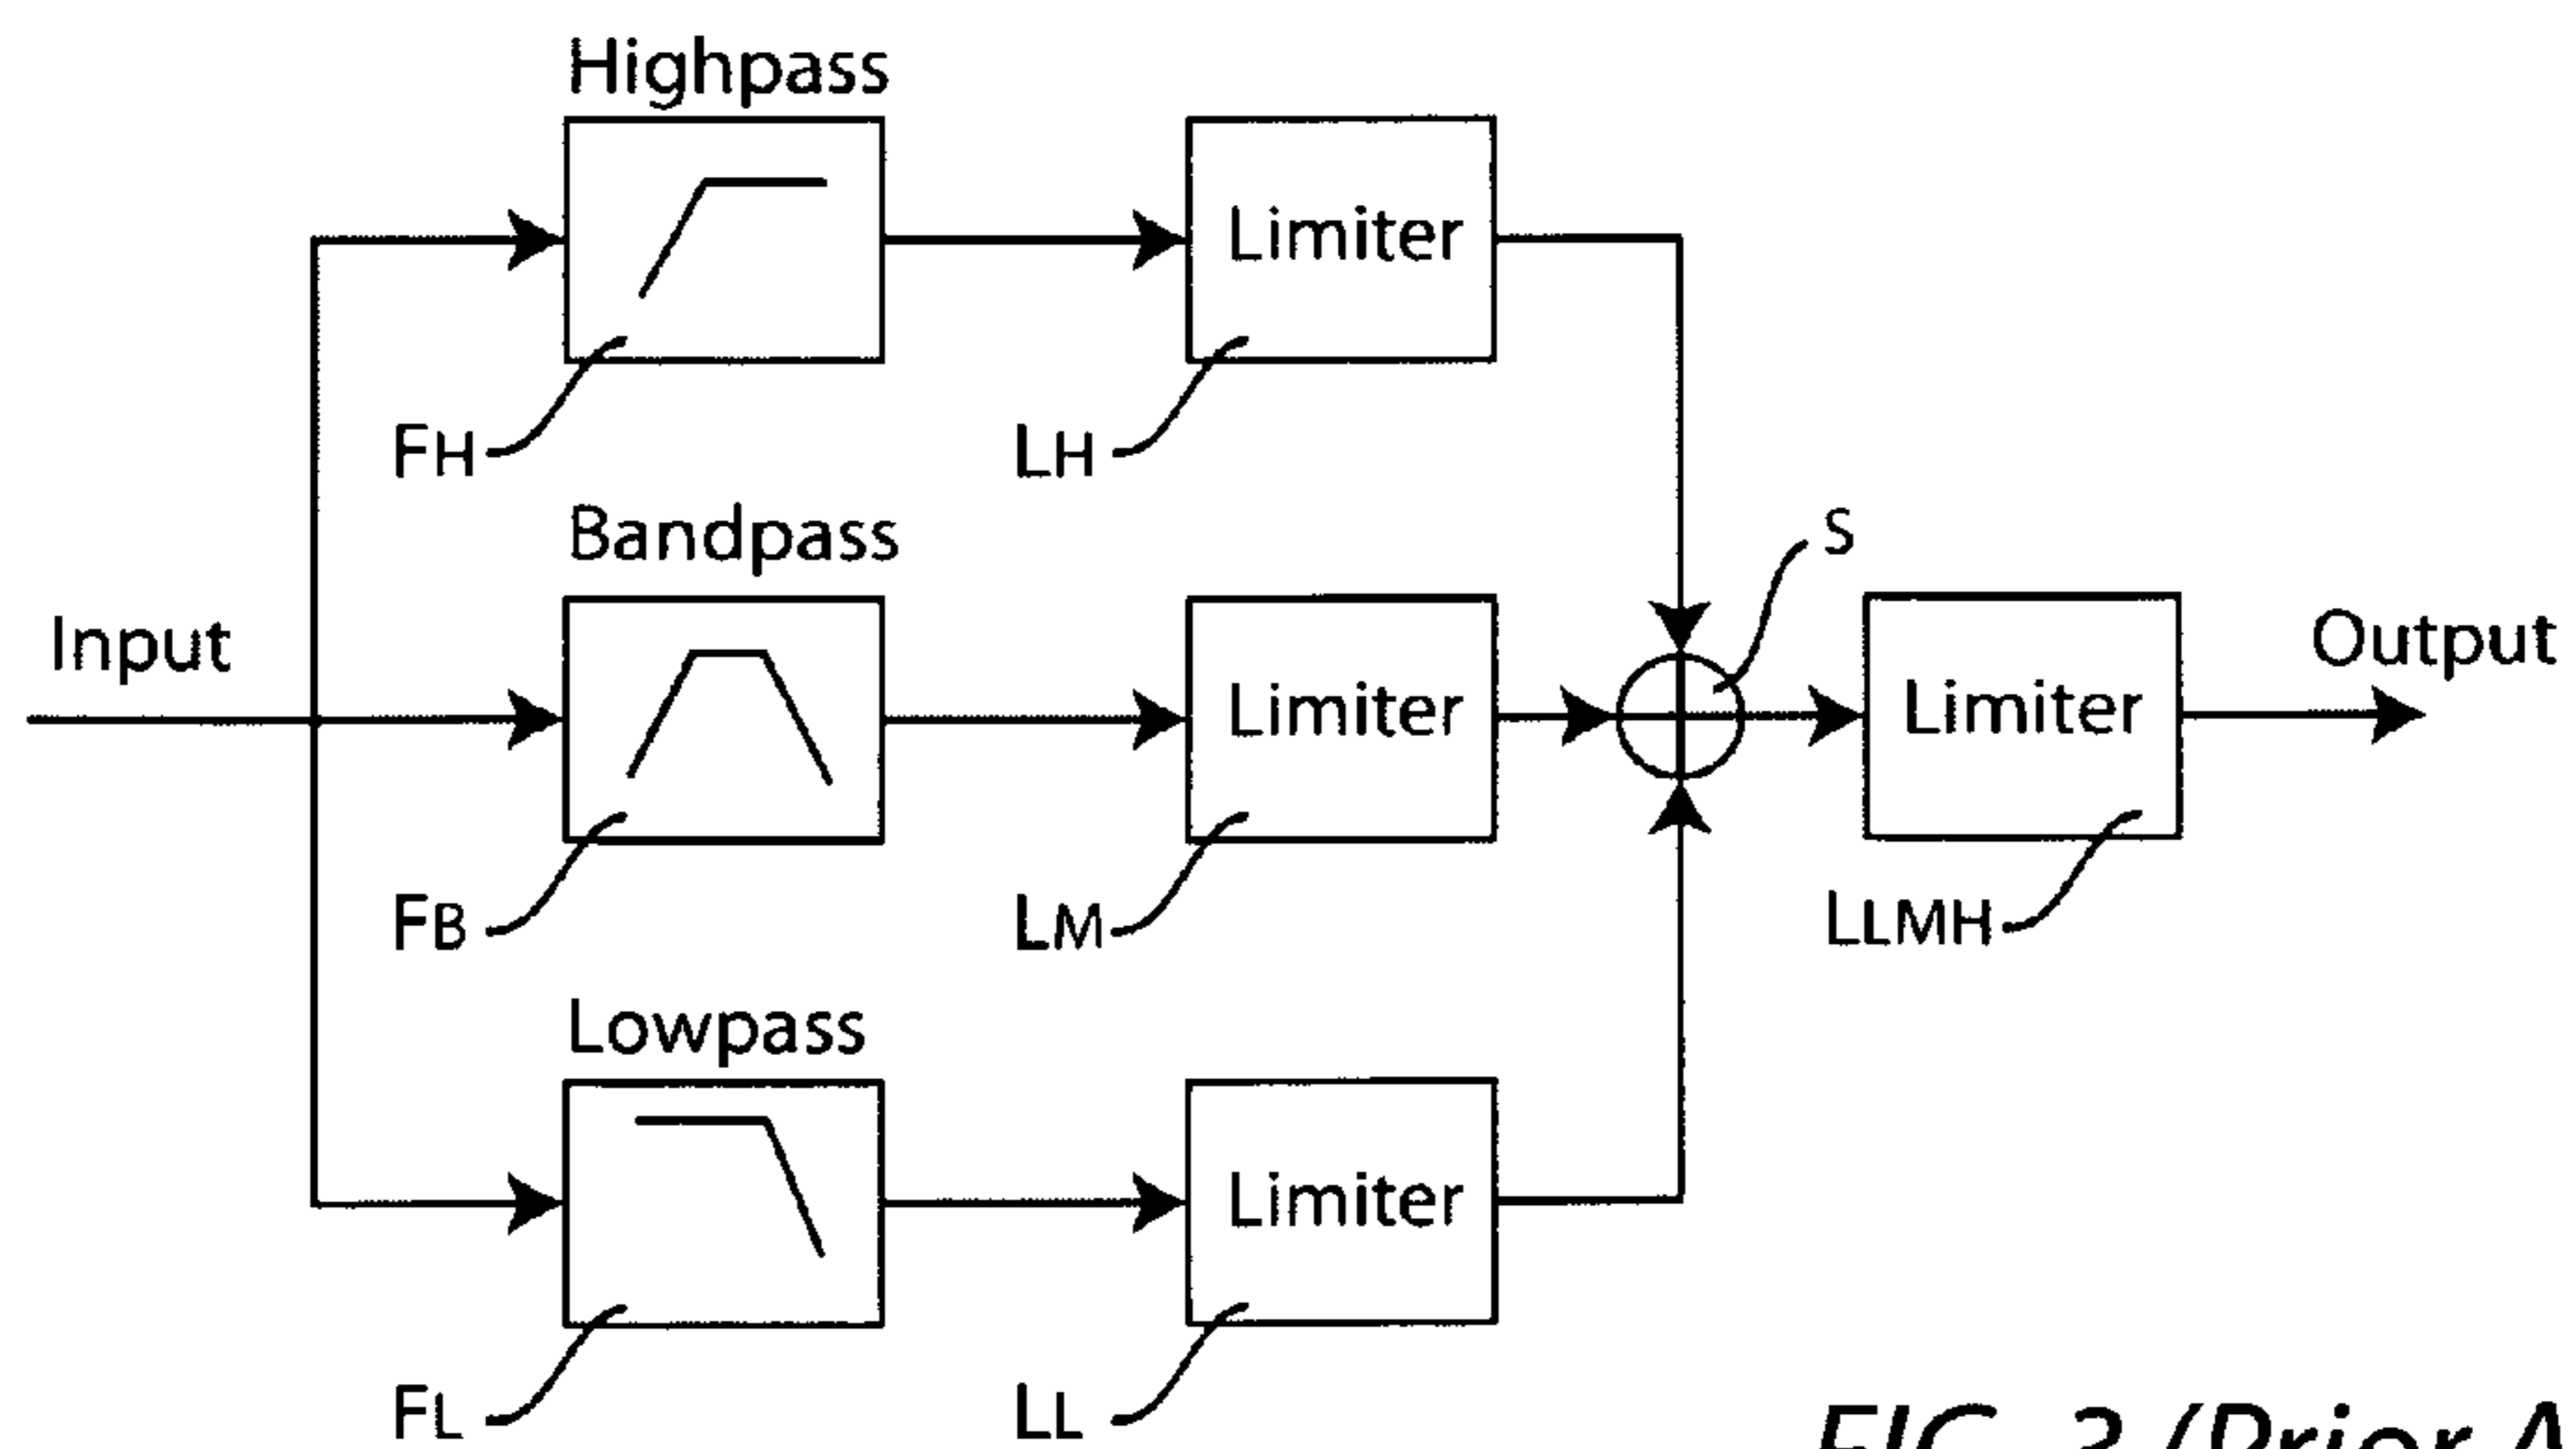 Highpass
Limiter
FH
LH
Bandpass
S
Input
Limiter
Limiter
Output
FB
LM
LLMH
Lowpass
Limiter
FL
LL